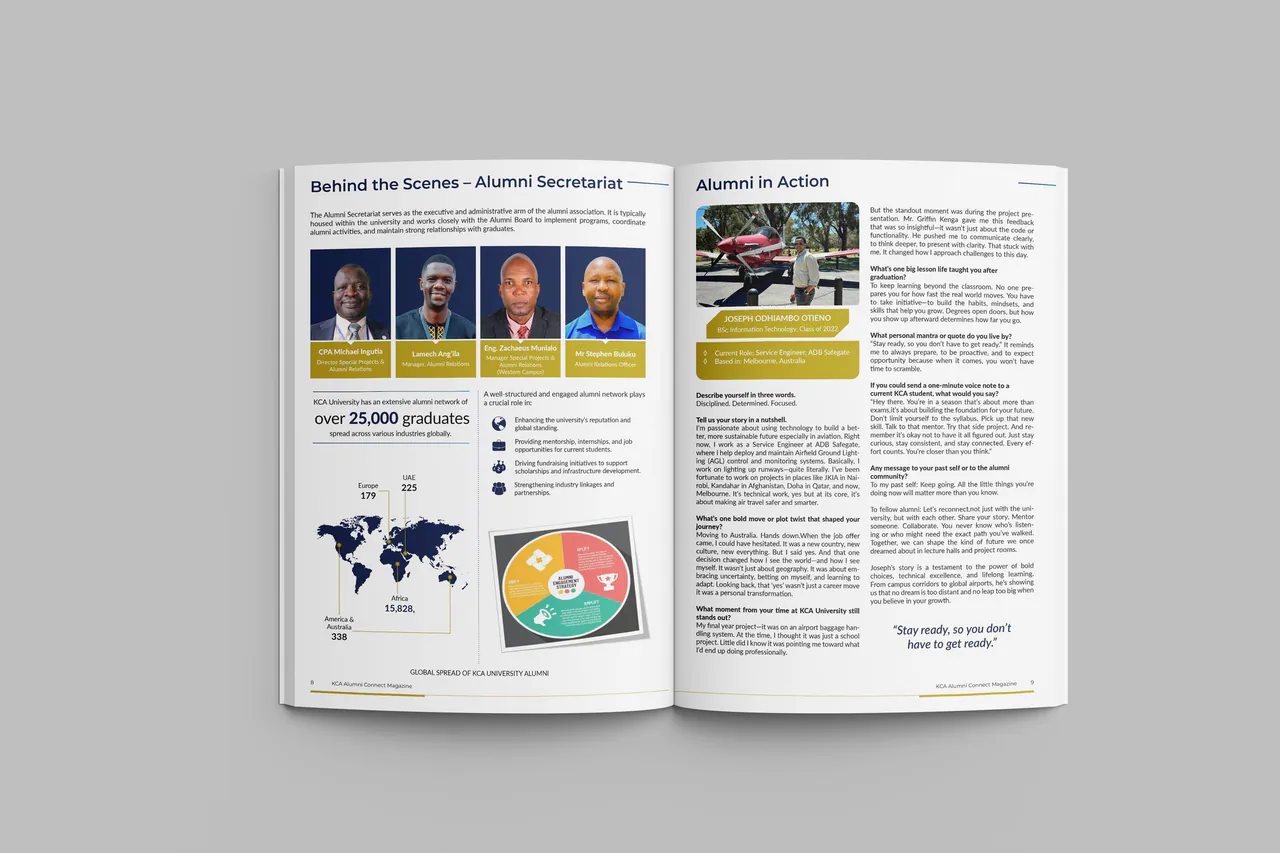 Behind the Scenes – Alumni Secretariat
The Alumni Secretariat serves as the executive and administrative arm of the alumni association. It is typically
housed within the university and works closely with the Alumni Board to implement programs, coordinate
alumni activities, and maintain strong relationships with graduates.
CPA Michael Ingutia
Director Special Projects &
Alumni Relations
Lamech Ang'ila
Manager, Alumni Relations
Eng. Zachaeus Munialo
Manager Special Projects &
Alumni Relations
(Western Campus)
Mr Stephen Buluku
Alumni Relations Officer
KCA University has an extensive alumni network of
over 25,000 graduates
spread across various industries globally.
Europe
179
UAE
225
Africa
15,828,
America &
Australia
338
A well-structured and engaged alumni network plays
a crucial role in:
Enhancing the university's reputation and
global standing.
Providing mentorship, internships, and job
opportunities for current students.
Driving fundraising initiatives to support
scholarships and infrastructure development.
Strengthening industry linkages and
partnerships.
UPLIFT
ALUMNI
ENGAGEMENT
STRATEGY
AMPLIFY
GLOBAL SPREAD OF KCA UNIVERSITY ALUMNI
8 KCA Alumni Connect Magazine
Alumni in Action
JOSEPH ODHIAMBO OTIENO
BSc Information Technology, Class of 2022
Current Role: Service Engineer, ADB Safegate
Based in: Melbourne, Australia
Describe yourself in three words.
Disciplined. Determined. Focused.
Tell us your story in a nutshell.
I'm passionate about using technology to build a bet-
ter, more sustainable future especially in aviation. Right
now, I work as a Service Engineer at ADB Safegate,
where I help deploy and maintain Airfield Ground Light-
ing (AGL) control and monitoring systems. Basically, I
work on lighting up runways—quite literally. I've been
fortunate to work on projects in places like JKIA in Nai-
robi, Kandahar in Afghanistan, Doha in Qatar, and now,
Melbourne. It's technical work, yes but at its core, it's
about making air travel safer and smarter.
What's one bold move or plot twist that shaped your
journey?
Moving to Australia. Hands down.When the job offer
came, I could have hesitated. It was a new country, new
culture, new everything. But I said yes. And that one
decision changed how I see the world—and how I see
myself. It wasn't just about geography. It was about em-
bracing uncertainty, betting on myself, and learning to
adapt. Looking back, that 'yes' wasn't just a career move
it was a personal transformation.
What moment from your time at KCA University still
stands out?
My final year project—it was on an airport baggage han-
dling system. At the time, I thought it was just a school
project. Little did I know it was pointing me toward what
I'd end up doing professionally.
But the standout moment was during the project pre-
sentation. Mr. Griffin Kenga gave me this feedback
that was so insightful—it wasn't just about the code or
functionality. He pushed me to communicate clearly,
to think deeper, to present with clarity. That stuck with
me. It changed how I approach challenges to this day.
What's one big lesson life taught you after
graduation?
To keep learning beyond the classroom. No one pre-
pares you for how fast the real world moves. You have
to take initiative—to build the habits, mindsets, and
skills that help you grow. Degrees open doors, but how
you show up afterward determines how far you go.
What personal mantra or quote do you live by?
"Stay ready, so you don't have to get ready." It reminds
me to always prepare, to be proactive, and to expect
opportunity because when it comes, you won't have
time to scramble.
If you could send a one-minute voice note to a
current KCA student, what would you say?
"Hey there. You're in a season that's about more than
exams,it's about building the foundation for your future.
Don't limit yourself to the syllabus. Pick up that new
skill. Talk to that mentor. Try that side project. And re-
member it's okay not to have it all figured out. Just stay
curious, stay consistent, and stay connected. Every ef-
fort counts. You're closer than you think."
Any message to your past self or to the alumni
community?
To my past self: Keep going. All the little things you're
doing now will matter more than you know.
To fellow alumni: Let's reconnect,not just with the uni-
versity, but with each other. Share your story. Mentor
someone. Collaborate. You never know who's listen-
ing or who might need the exact path you've walked.
Together, we can shape the kind of future we once
dreamed about in lecture halls and project rooms.
Joseph's story is a testament to the power of bold
choices, technical excellence, and lifelong learning.
From campus corridors to global airports, he's showing
us that no dream is too distant and no leap too big when
you believe in your growth.
"Stay ready, so you don't
have to get ready."
KCA Alumni Connect Magazine 9